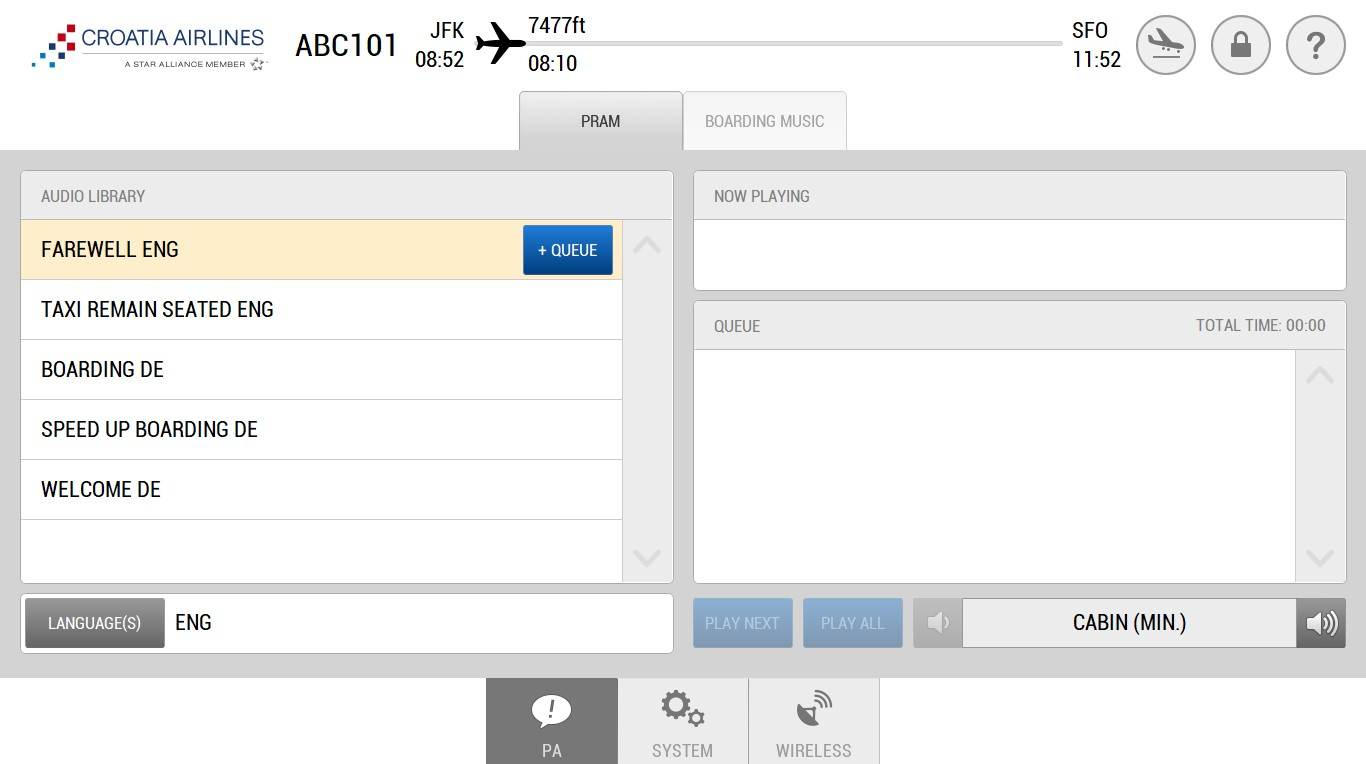 CROATIA AIRLINES
A STAR ALLIANCE MEMBER
ABC101
JFK
08:52
7477ft
08:10
SFO
11:52
?
PRAM
BOARDING MUSIC
AUDIO LIBRARY
FAREWELL ENG
+ QUEUE
TAXI REMAIN SEATED ENG
BOARDING DE
SPEED UP BOARDING DE
WELCOME DE
LANGUAGE(S)
ENG
NOW PLAYING
QUEUE
TOTAL TIME: 00:00
PLAY NEXT
PLAY ALL
CABIN (MIN.)
!
PA
SYSTEM
WIRELESS